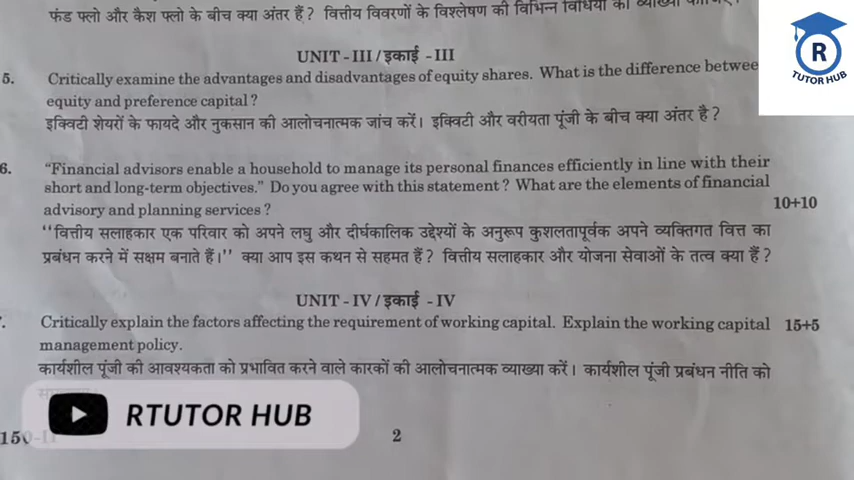 फंड फ्लो और कैश फ्लो के बीच क्या अंतर हैं ? वित्तीय विवरणों के विश्लेषण की विभिन्न विधियों की व्याख्या कीजिए
R
TUTOR HUB
UNIT-III / इकाई -III
5. Critically examine the advantages and disadvantages of equity shares. What is the difference betwee
equity and preference capital ?
इक्विटी शेयरों के फायदे और नुकसान की आलोचनात्मक जांच करें। इक्विटी और वरीयता पूंजी के बीच क्या अंतर है ?
6. "Financial advisors enable a household to manage its personal finances efficiently in line with their
short and long-term objectives." Do you agree with this statement ? What are the elements of financial
advisory and planning services ? 10+10
''वित्तीय सलाहकार एक परिवार को अपने लघु और दीर्घकालिक उद्देश्यों के अनुरूप कुशलतापूर्वक अपने व्यक्तिगत वित्त का
प्रबंधन करने में सक्षम बनाते हैं।'' क्या आप इस कथन से सहमत हैं ? वित्तीय सलाहकार और योजना सेवाओं के तत्व क्या हैं ?
UNIT-IV / इकाई -IV
Critically explain the factors affecting the requirement of working capital. Explain the working capital 15+5
management policy.
कार्यशील पूंजी की आवश्यकता को प्रभावित करने वाले कारकों की आलोचनात्मक व्याख्या करें। कार्यशील पूंजी प्रबंधन नीति को
RTUTOR HUB
2